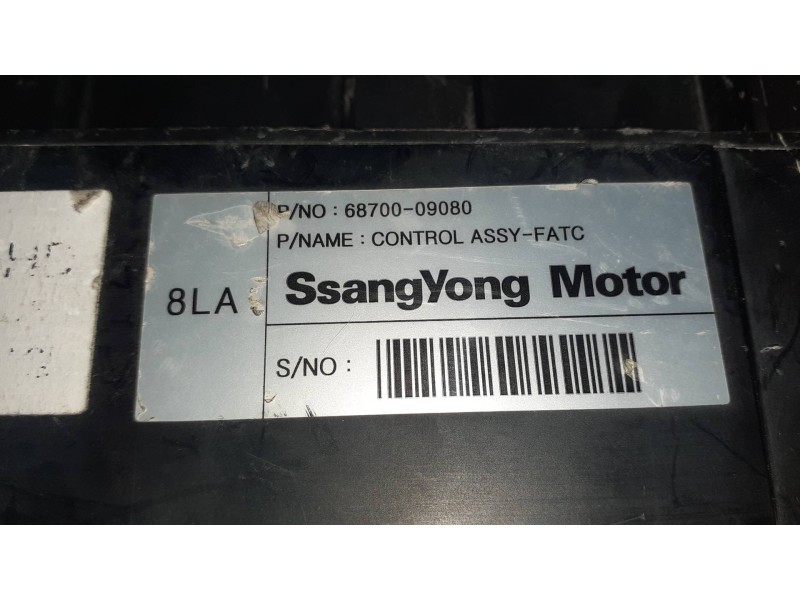 P/NO : 68700-09080
P/NAME : CONTROL ASSY-FATC
8LA
SsangYong Motor
S/NO :